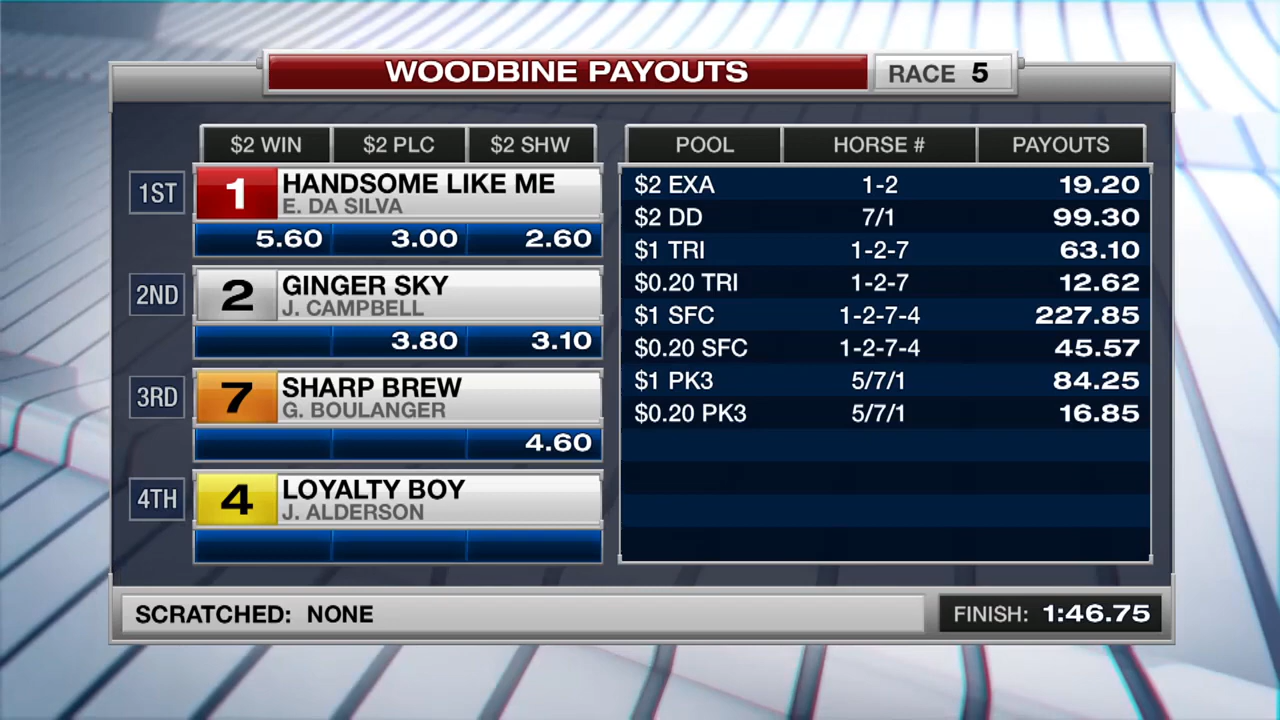 WOODBINE PAYOUTS RACE 5
$2 WIN $2 PLC $2 SHW
1ST 1 HANDSOME LIKE ME
E. DA SILVA
5.60 3.00 2.60
2ND 2 GINGER SKY
J. CAMPBELL
3.80 3.10
3RD 7 SHARP BREW
G. BOULANGER
4.60
4TH 4 LOYALTY BOY
J. ALDERSON
POOL HORSE # PAYOUTS
$2 EXA 1-2 19.20
$2 DD 7/1 99.30
$1 TRI 1-2-7 63.10
$0.20 TRI 1-2-7 12.62
$1 SFC 1-2-7-4 227.85
$0.20 SFC 1-2-7-4 45.57
$1 PK3 5/7/1 84.25
$0.20 PK3 5/7/1 16.85
SCRATCHED: NONE
FINISH: 1:46.75